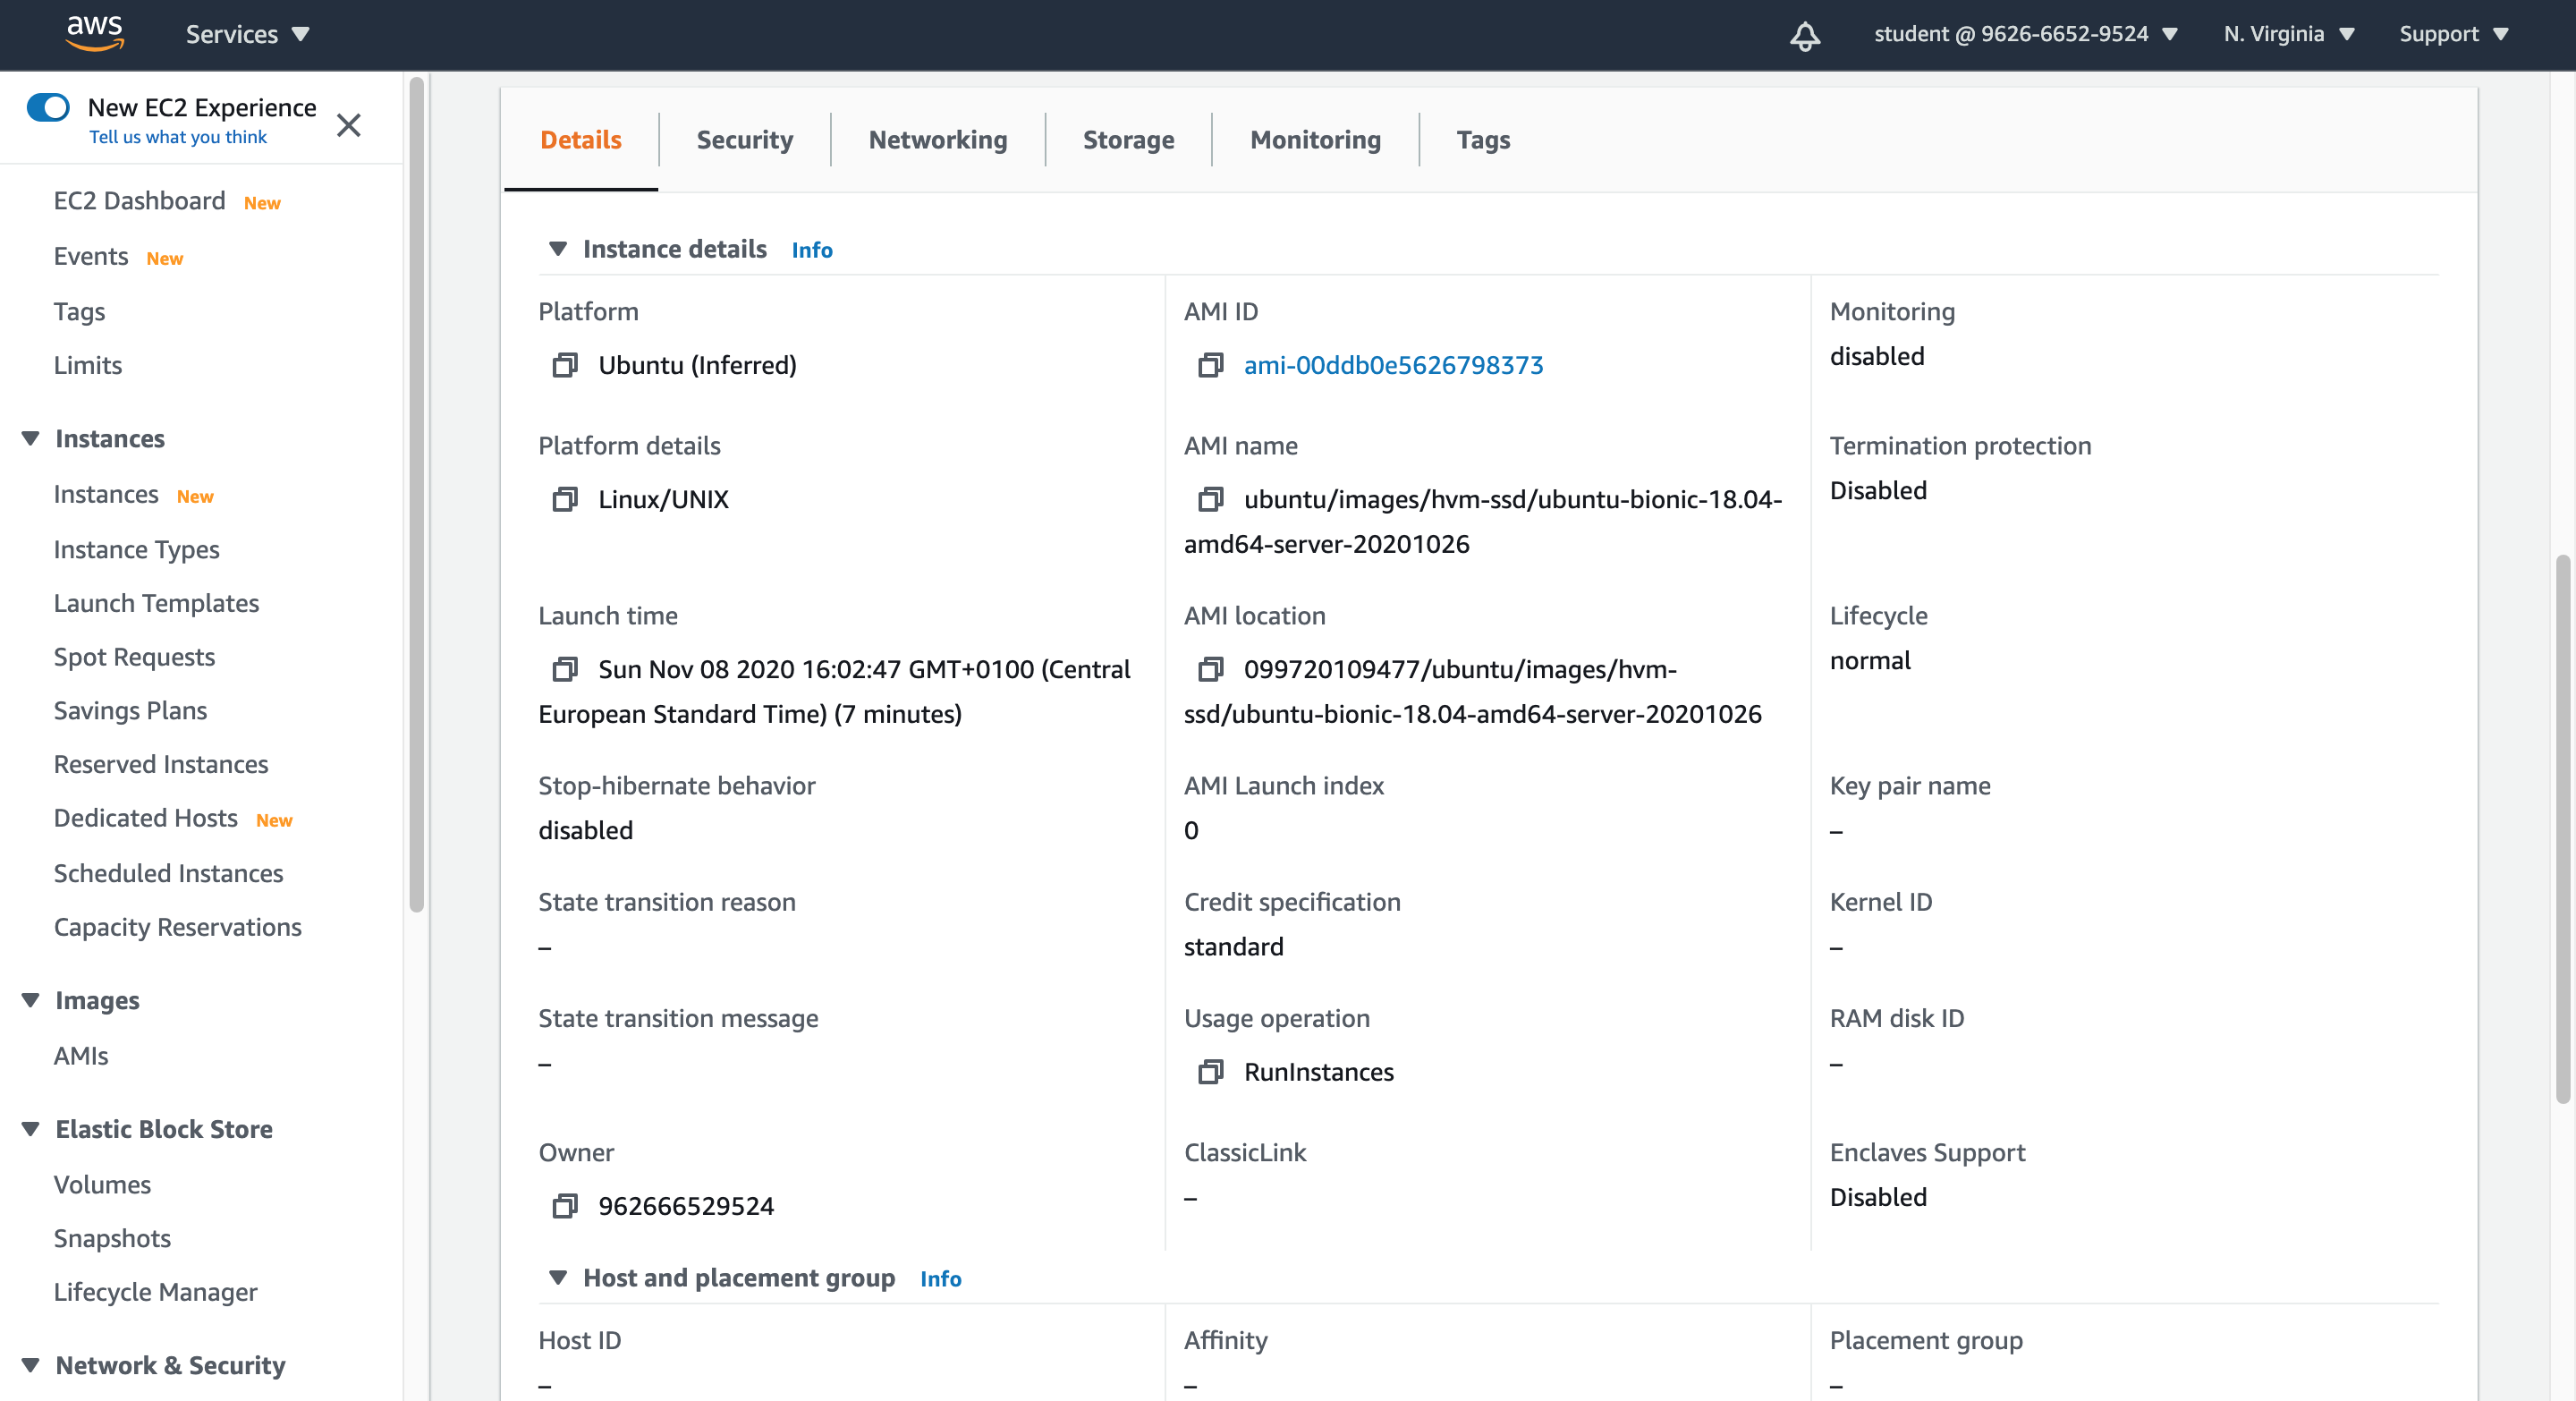 aws Services student @ 9626-6652-9524 N. Virginia Support
New EC2 Experience
Tell us what you think
EC2 Dashboard New
Events New
Tags
Limits
Instances
Instances New
Instance Types
Launch Templates
Spot Requests
Savings Plans
Reserved Instances
Dedicated Hosts New
Scheduled Instances
Capacity Reservations
Images
AMIs
Elastic Block Store
Volumes
Snapshots
Lifecycle Manager
Network & Security
Details Security Networking Storage Monitoring Tags
Instance details Info
Platform
Ubuntu (Inferred)
AMI ID
ami-00ddb0e5626798373
Monitoring
disabled
Platform details
Linux/UNIX
AMI name
ubuntu/images/hvm-ssd/ubuntu-bionic-18.04-
amd64-server-20201026
Termination protection
Disabled
Launch time
Sun Nov 08 2020 16:02:47 GMT+0100 (Central
European Standard Time) (7 minutes)
AMI location
099720109477/ubuntu/images/hvm-
ssd/ubuntu-bionic-18.04-amd64-server-20201026
Lifecycle
normal
Stop-hibernate behavior
disabled
AMI Launch index
0
Key pair name
–
State transition reason
–
Credit specification
standard
Kernel ID
–
State transition message
–
Usage operation
RunInstances
RAM disk ID
–
Owner
962666529524
ClassicLink
–
Enclaves Support
Disabled
Host and placement group Info
Host ID
–
Affinity
–
Placement group
–